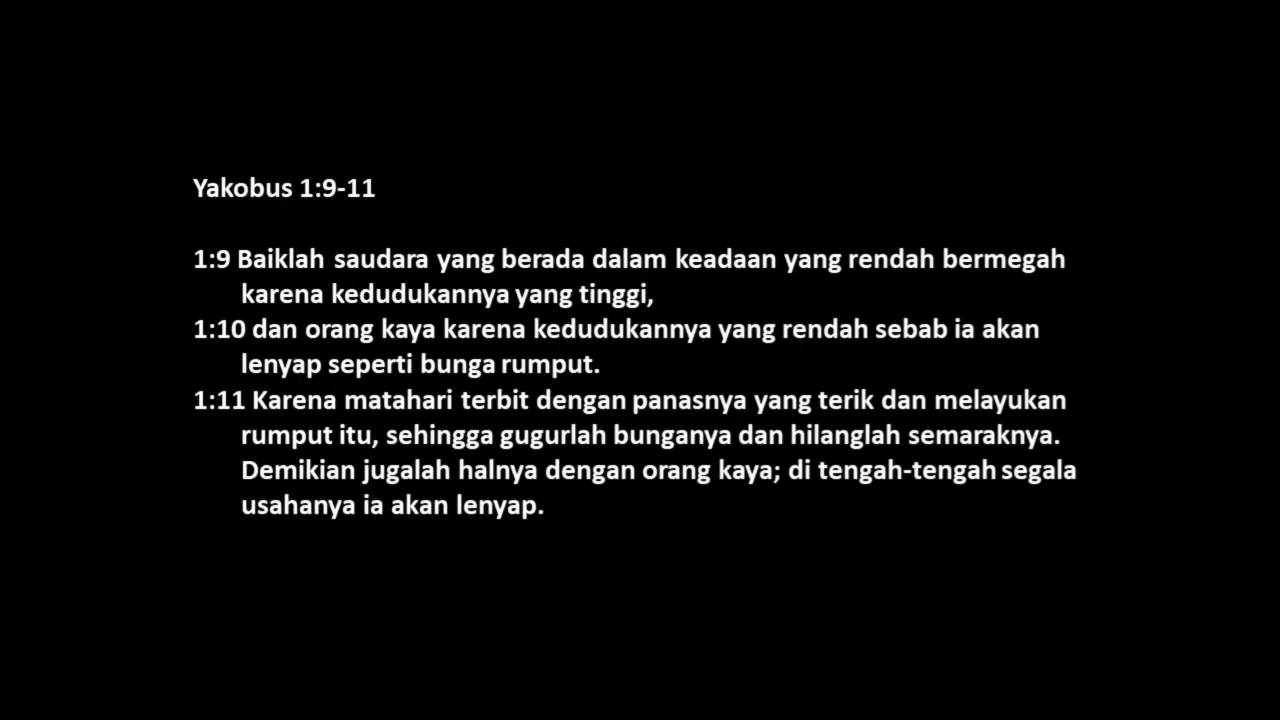 Yakobus 1:9-11
1:9 Baiklah saudara yang berada dalam keadaan yang rendah bermegah
karena kedudukannya yang tinggi,
1:10 dan orang kaya karena kedudukannya yang rendah sebab ia akan
lenyap seperti bunga rumput.
1:11 Karena matahari terbit dengan panasnya yang terik dan melayukan
rumput itu, sehingga gugurlah bunganya dan hilanglah semaraknya.
Demikian jugalah halnya dengan orang kaya; di tengah-tengah segala
usahanya ia akan lenyap.